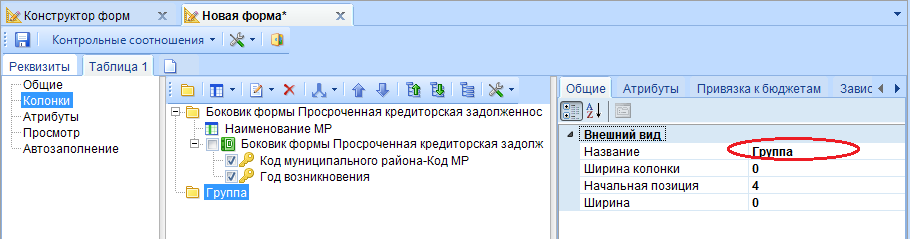 Конструктор форм
Новая форма*
Контрольные соотношения
Реквизиты
Таблица 1
Общие
Колонки
Атрибуты
Просмотр
Автозаполнение
Боковик формы Просроченная кредиторская задолженнос
Наименование МР
Боковик формы Просроченная кредиторская задолж
Код муниципального района-Код МР
Год возникновения
Группа
Общие Атрибуты Привязка к бюджетам Завис
Внешний вид
Название Группа
Ширина колонки 0
Начальная позиция 4
Ширина 0